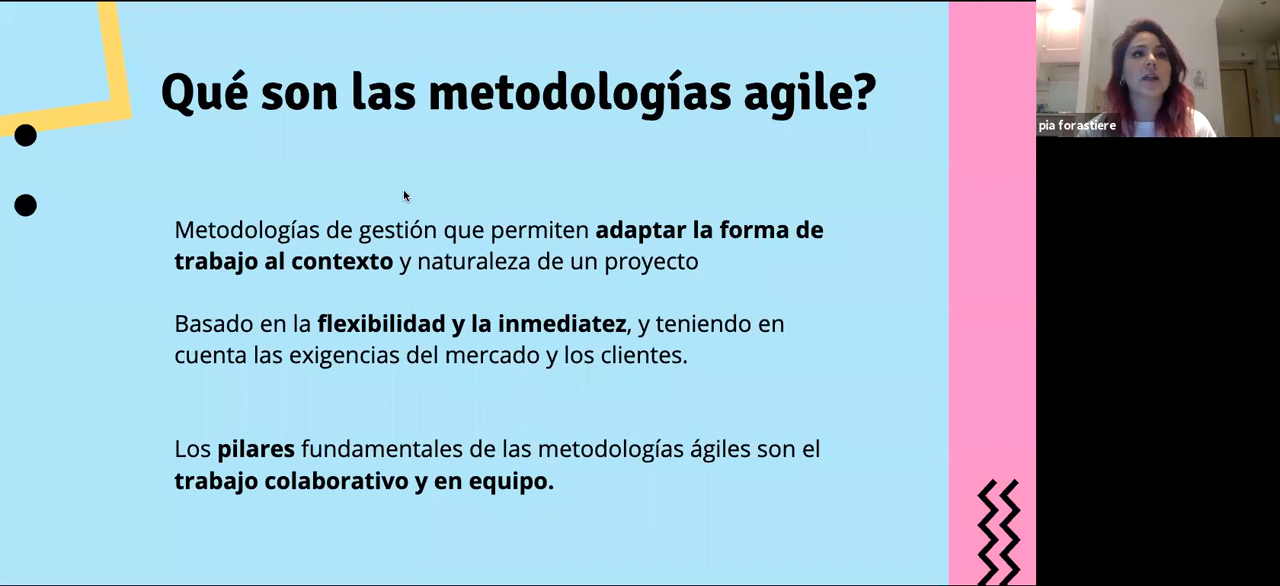 Qué son las metodologías agile?
pia forastiere
Metodologías de gestión que permiten adaptar la forma de
trabajo al contexto y naturaleza de un proyecto
Basado en la flexibilidad y la inmediatez, y teniendo en
cuenta las exigencias del mercado y los clientes.
Los pilares fundamentales de las metodologías ágiles son el
trabajo colaborativo y en equipo.